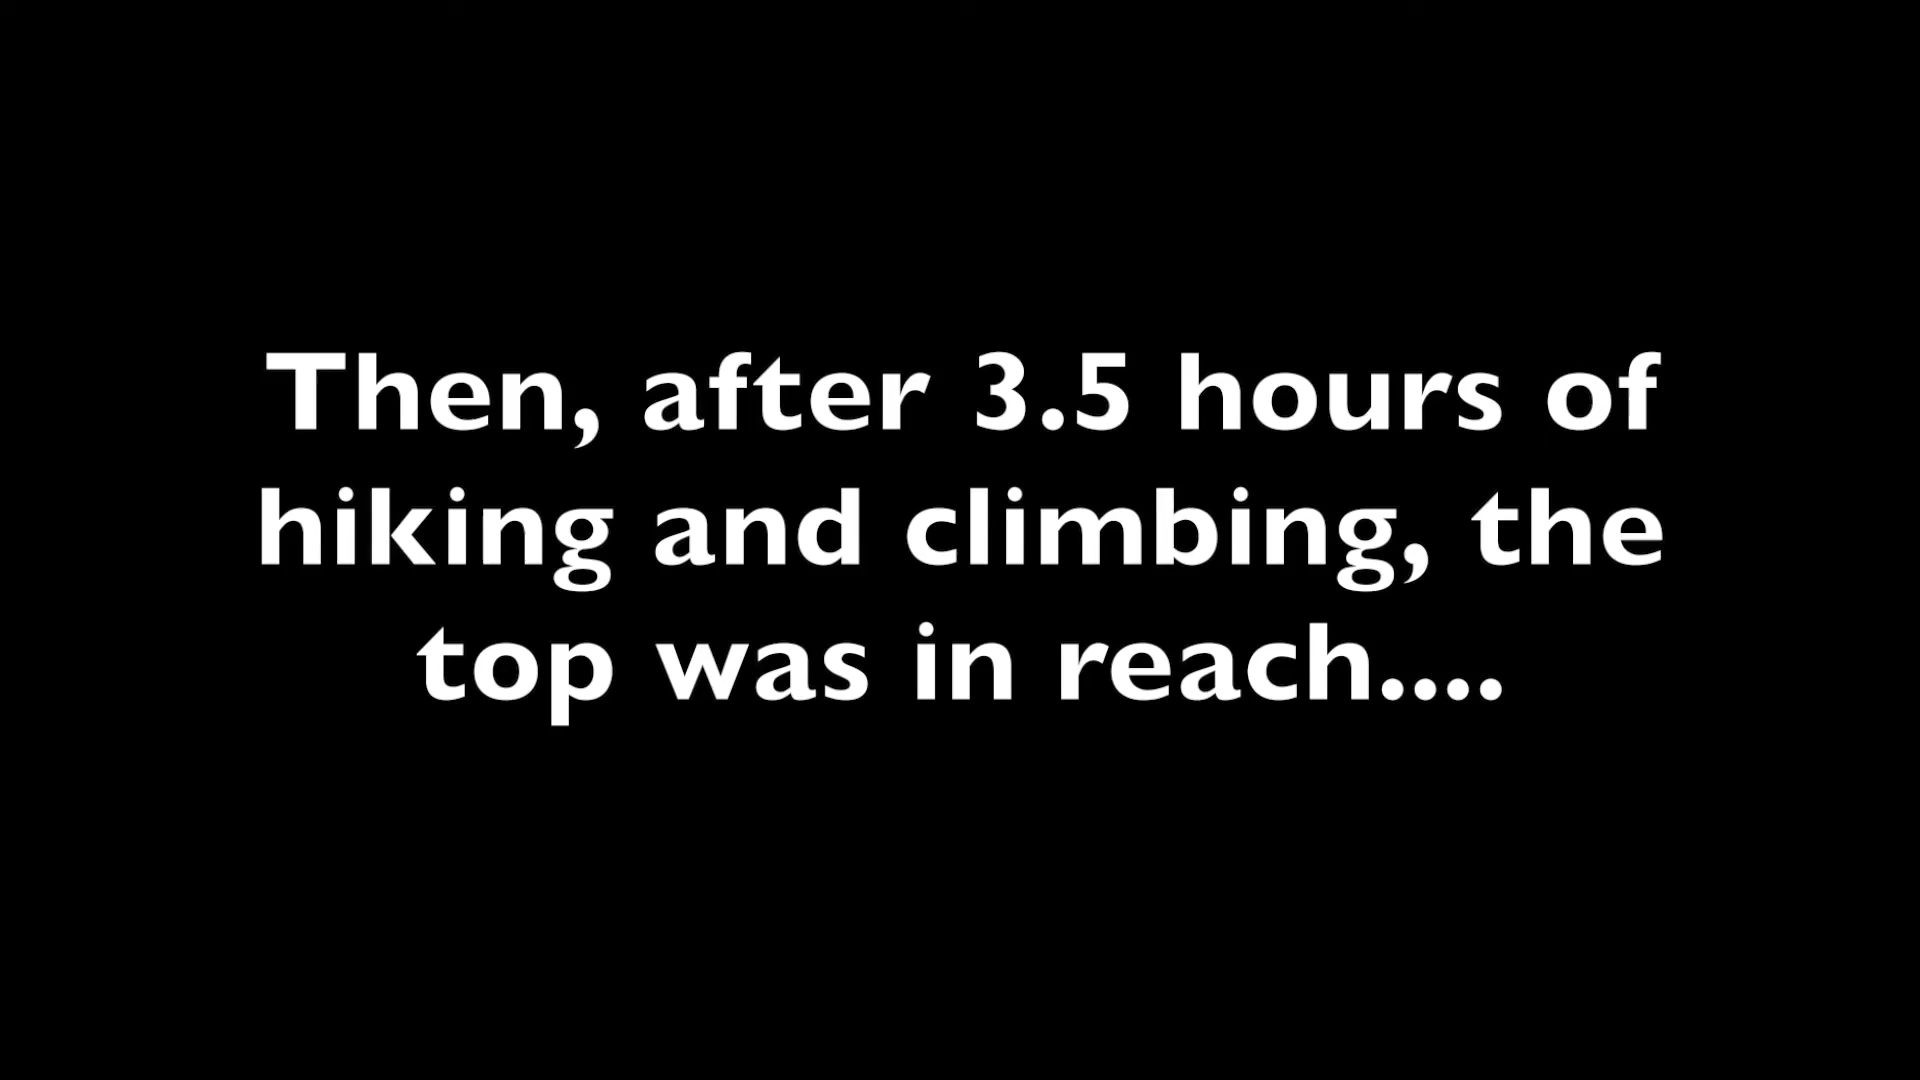 Then, after 3.5 hours of
hiking and climbing, the
top was in reach....